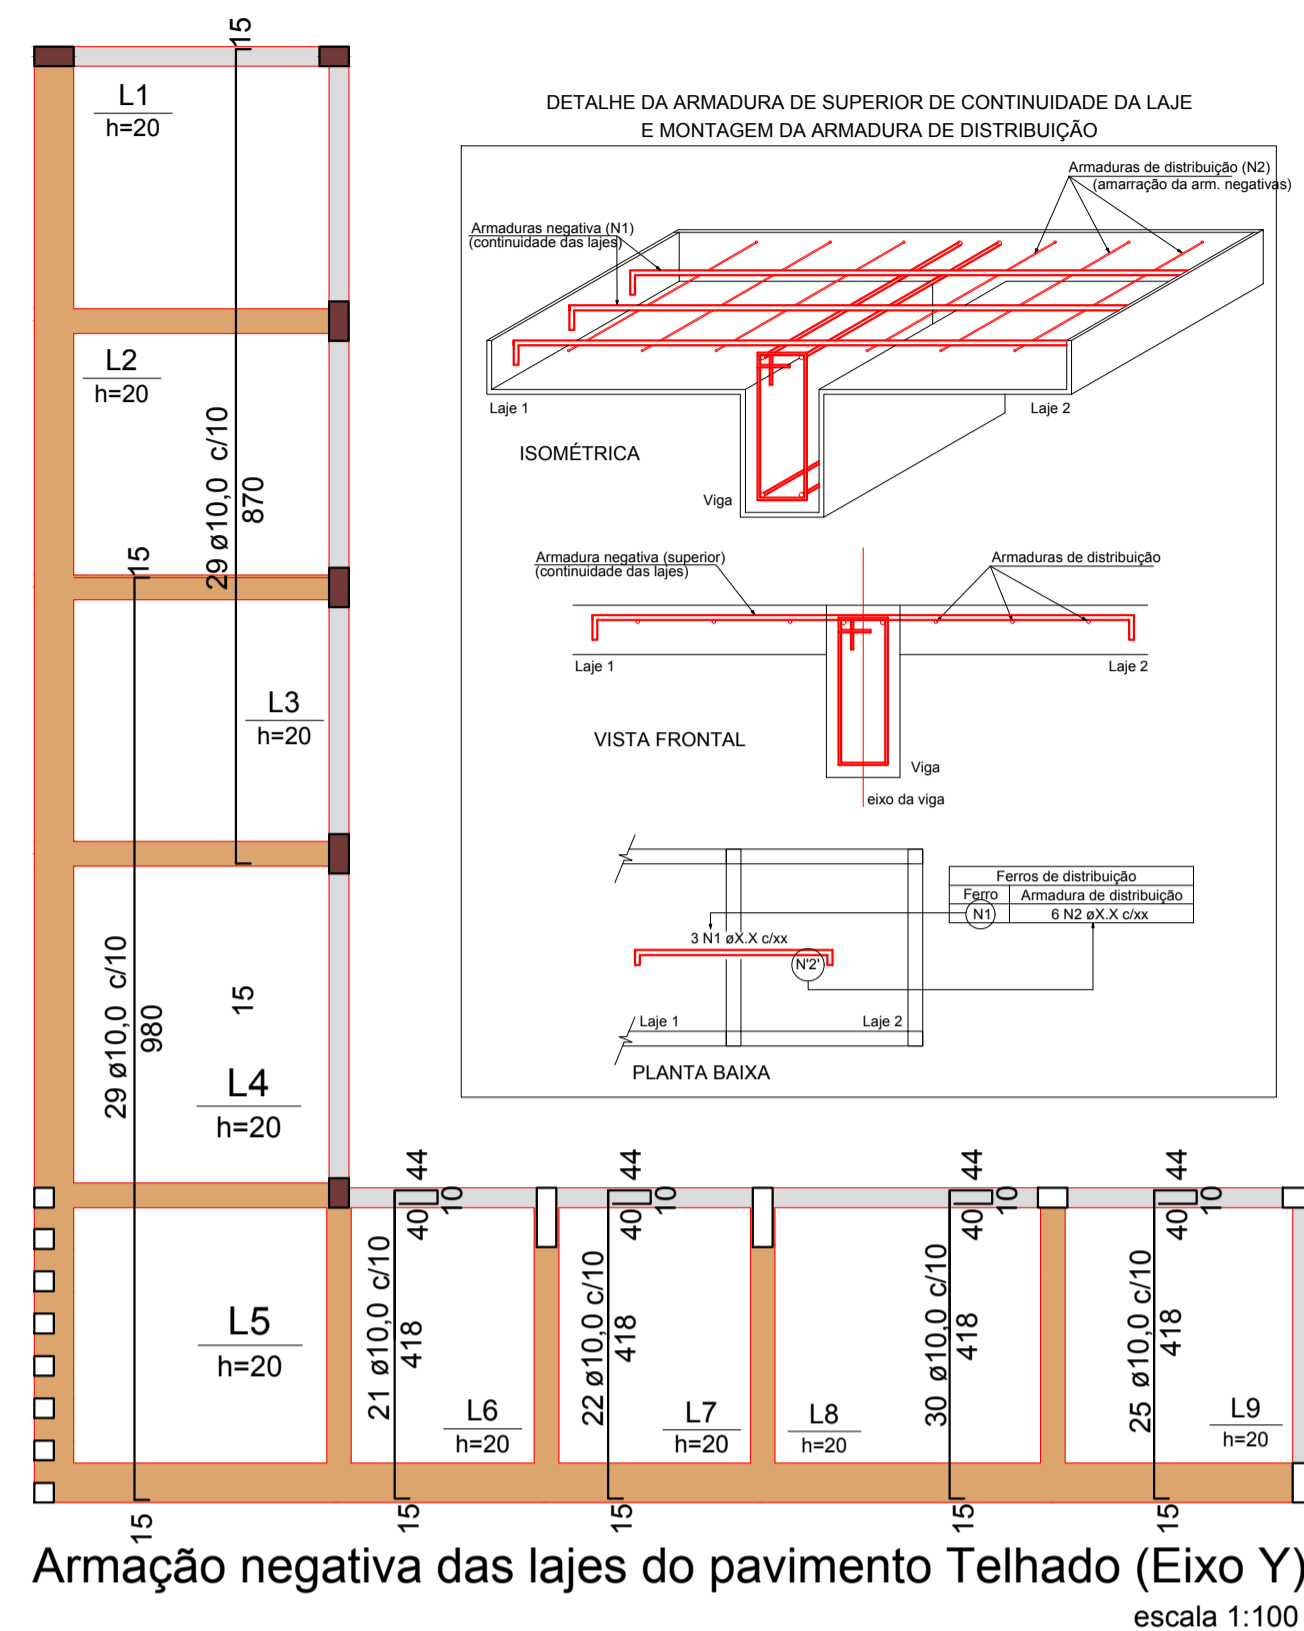 15
L1
h=20
L2
h=20
29 ø10,0 c/10
870
15
L3
h=20
29 ø10,0 c/10
980
15
L4
h=20
L5
h=20
15
DETALHE DA ARMADURA DE SUPERIOR DE CONTINUIDADE DA LAJE
E MONTAGEM DA ARMADURA DE DISTRIBUIÇÃO
Armaduras de distribuição (N2)
(amarração da arm. negativas)
Armaduras negativa (N1)
(continuidade das lajes)
Laje 1
Laje 2
ISOMÉTRICA
Viga
Armadura negativa (superior)
(continuidade das lajes)
Armaduras de distribuição
Laje 1
Laje 2
VISTA FRONTAL
Viga
eixo da viga
Ferros de distribuição
Ferro
Armadura de distribuição
N1
6 N2 øX.X c/xx
3 N1 øX.X c/xx
N'2'
Laje 1
Laje 2
PLANTA BAIXA
44
40
10
21 ø10,0 c/10
418
L6
h=20
15
44
40
10
22 ø10,0 c/10
418
L7
h=20
15
L8
h=20
44
40
10
30 ø10,0 c/10
418
15
44
40
10
25 ø10,0 c/10
418
L9
h=20
15
Armação negativa das lajes do pavimento Telhado (Eixo Y)
escala 1:100